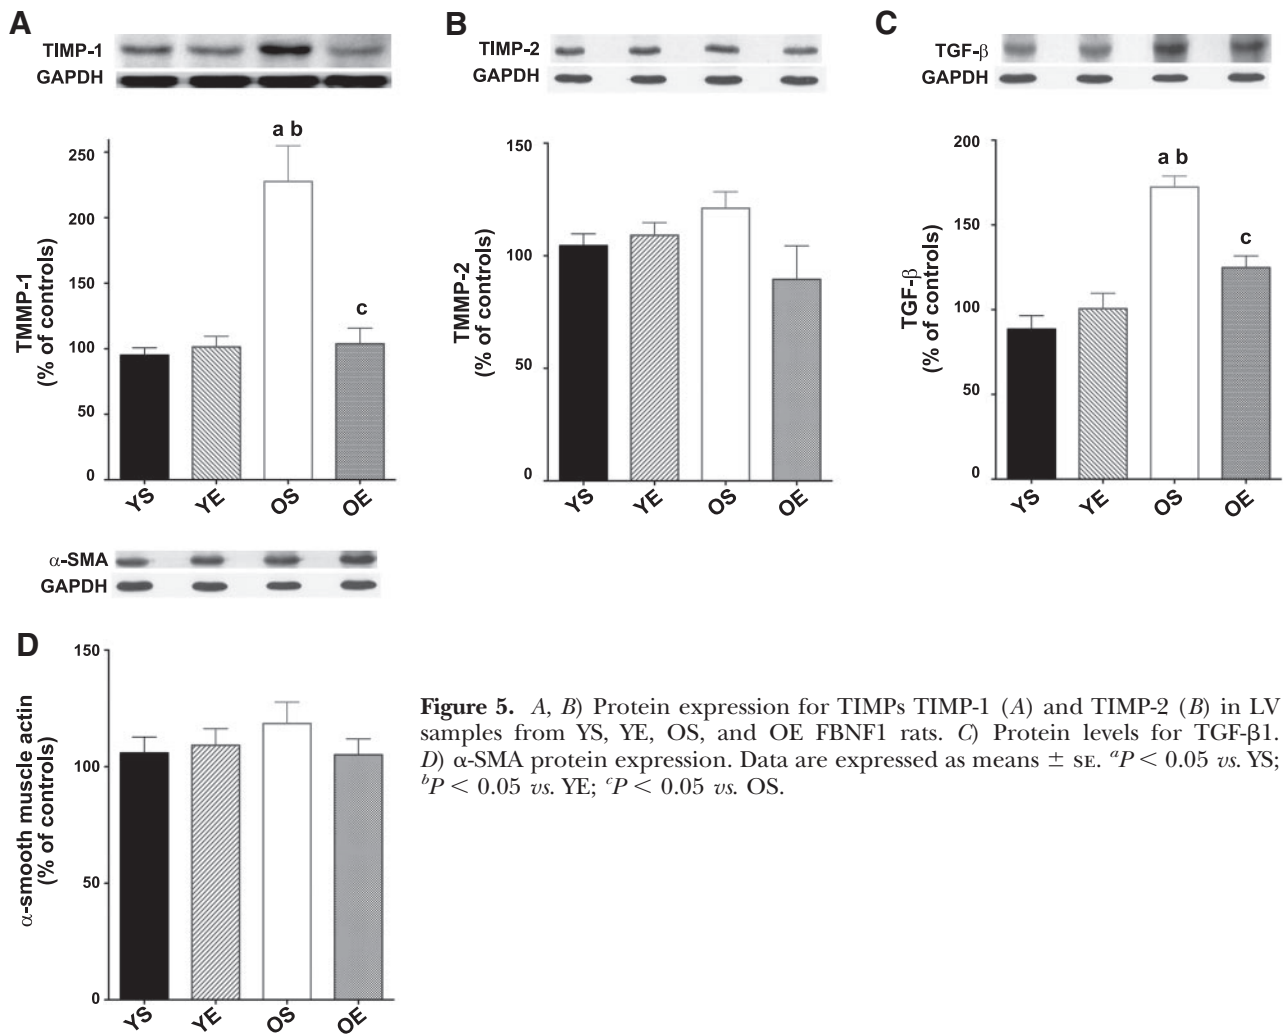 A
TIMP-1
GAPDH
a b
c
250
200
150
100
50
0
TMMP-1
(% of controls)
YS YE OS OE
B
TIMP-2
GAPDH
150
100
50
0
TMMP-2
(% of controls)
YS YE OS OE
C
TGF-β
GAPDH
a b
c
200
150
100
50
0
TGF-β
(% of controls)
YS YE OS OE
α-SMA
GAPDH
D
150
100
50
0
α-smooth muscle actin
(% of controls)
YS YE OS OE
Figure 5. A, B) Protein expression for TIMPs TIMP-1 (A) and TIMP-2 (B) in LV
samples from YS, YE, OS, and OE FBNF1 rats. C) Protein levels for TGF-β1.
D) α-SMA protein expression. Data are expressed as means ± SE. aP < 0.05 vs. YS;
bP < 0.05 vs. YE; cP < 0.05 vs. OS.